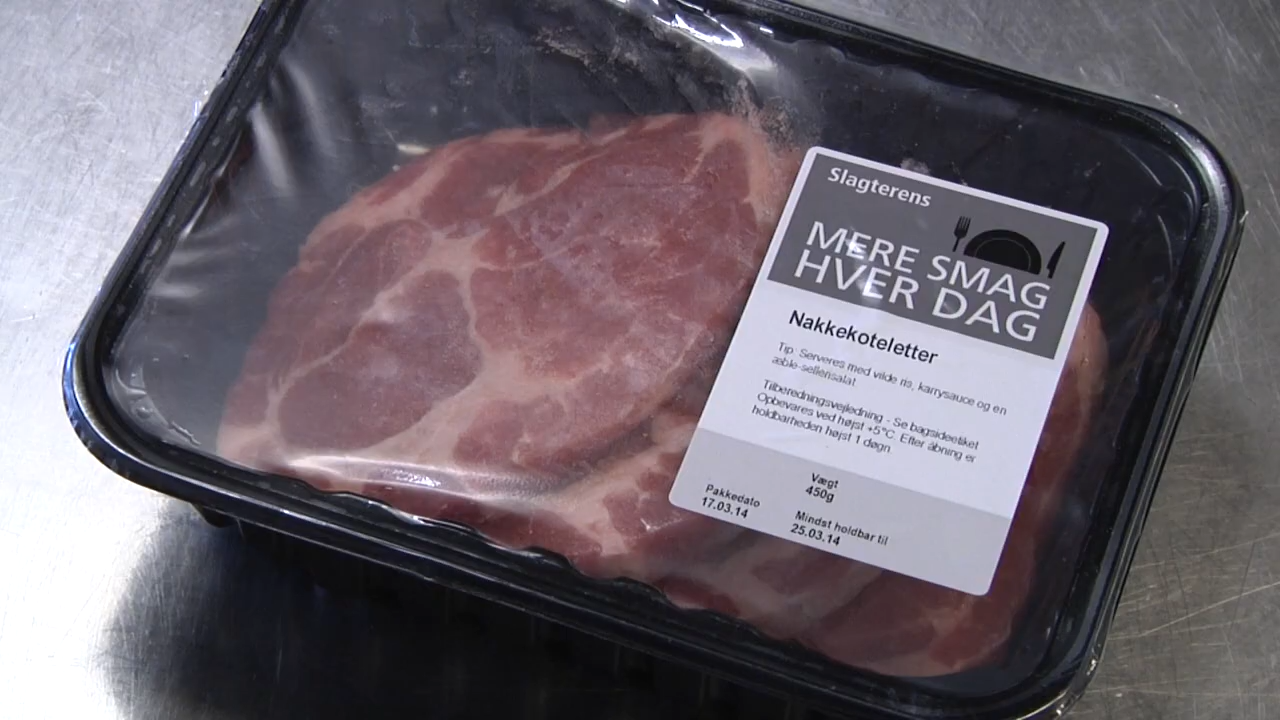 Slagterens
MERE SMAG
HVER DAG
Nakkekoteletter
Tip: Serveres med vilde ris, karrysauce og en
æble-sellerisalat
Tilberedningsvejledning - Se bagsideetiket
Opbevares ved højst +5°C. Efter åbning er
holdbarheden højst 1 døgn.
Vægt
450g
Pakkedato
17.03.14
Mindst holdbar til
25.03.14